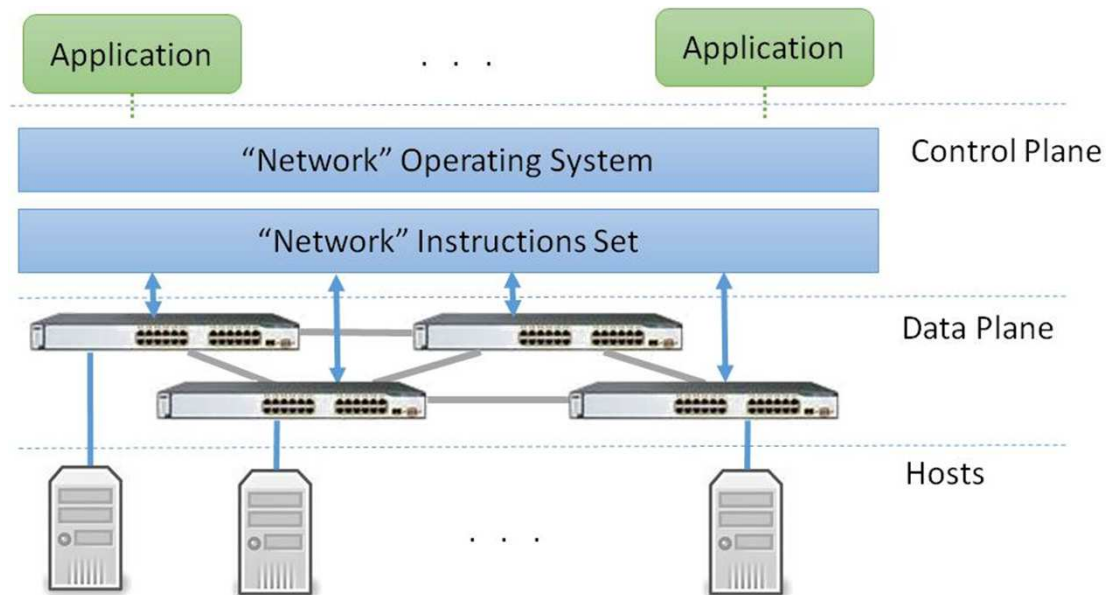 Application
. . .
Application
“Network” Operating System
Control Plane
“Network” Instructions Set
Data Plane
Hosts
. . .